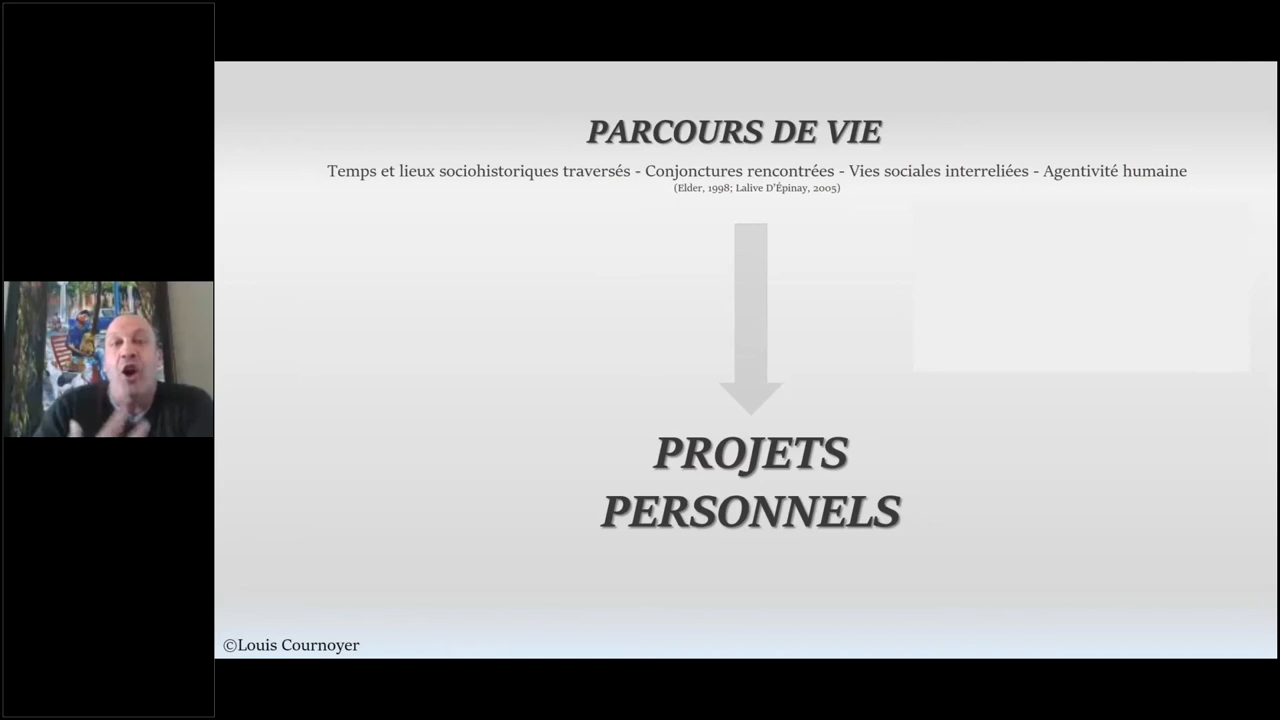 PARCOURS DE VIE
Temps et lieux sociohistoriques traversés - Conjonctures rencontrées - Vies sociales interreliées - Agentivité humaine
(Elder, 1998; Lalive D'Épinay, 2005)
PROJETS
PERSONNELS
©Louis Cournoyer